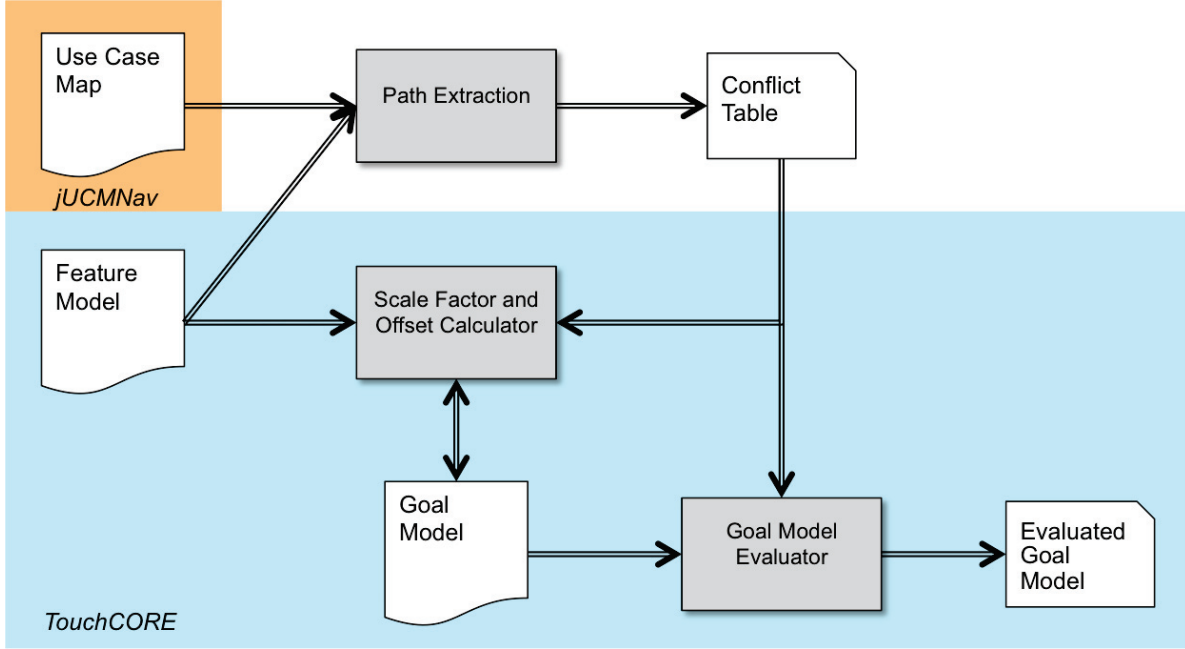 Use Case
Map
Path Extraction
Conflict
Table
jUCMNav
Feature
Model
Scale Factor and
Offset Calculator
Goal
Model
Goal Model
Evaluator
Evaluated
Goal
Model
TouchCORE